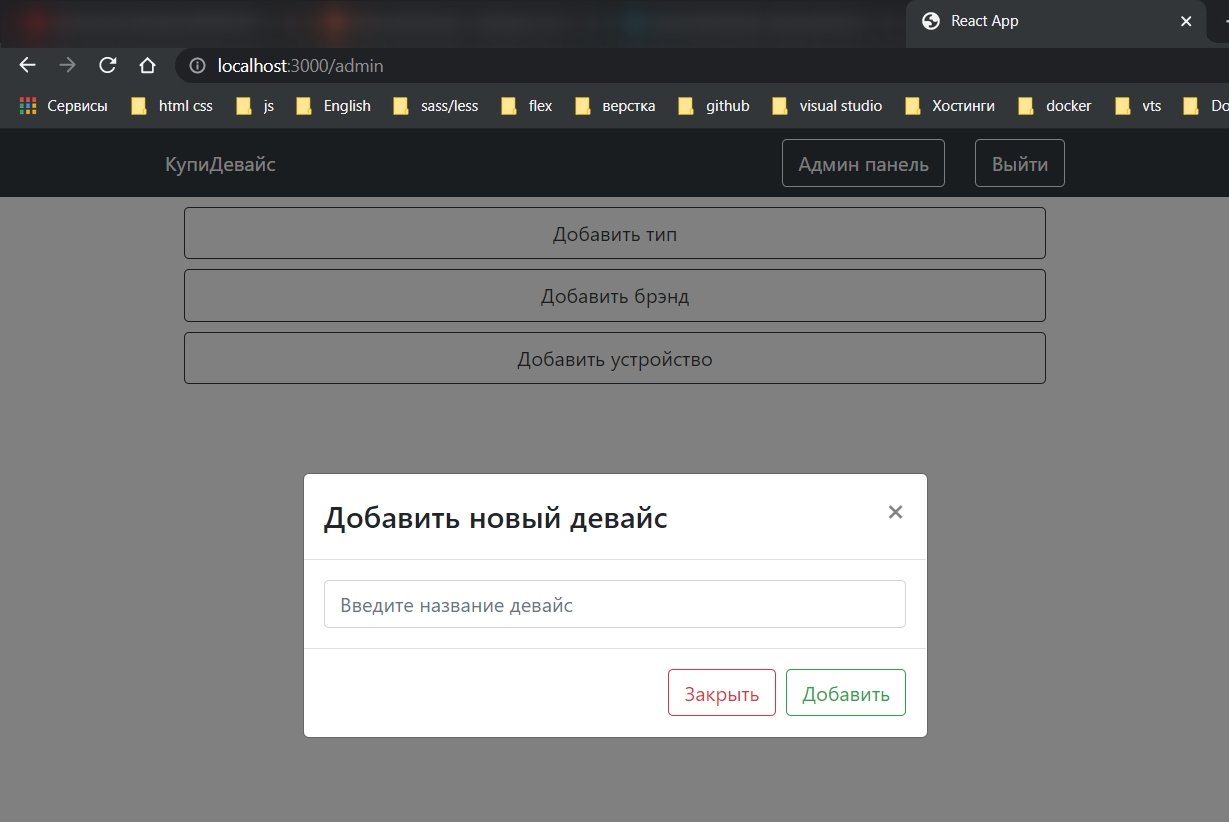 React App
localhost:3000/admin
Сервисы html css js English sass/less flex верстка github visual studio Хостинги docker vts Do
КупиДевайс Админ панель Выйти
Добавить тип
Добавить брэнд
Добавить устройство
Добавить новый девайс ×
Введите название девайс
Закрыть Добавить